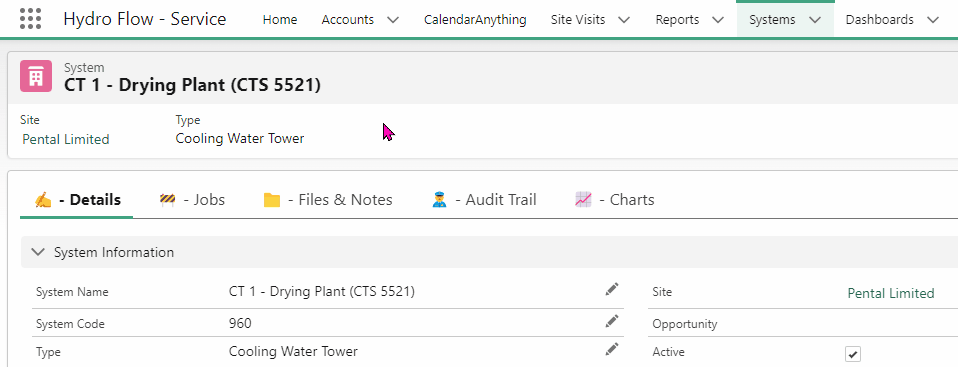 Hydro Flow - Service Home Accounts CalendarAnything Site Visits Reports Systems Dashboards
System
CT 1 - Drying Plant (CTS 5521)
Site Type
Pental Limited Cooling Water Tower
- Details - Jobs - Files & Notes - Audit Trail - Charts
System Information
System Name CT 1 - Drying Plant (CTS 5521) Site Pental Limited
System Code 960 Opportunity
Type Cooling Water Tower Active